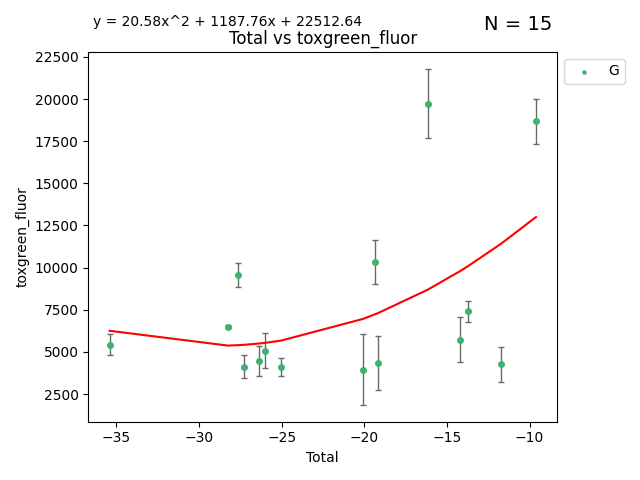 y = 20.58x^2 + 1187.76x + 22512.64
N = 15
Total vs toxgreen_fluor
G
22500
20000
17500
15000
12500
10000
7500
5000
2500
toxgreen_fluor
−35
−30
−25
−20
−15
−10
Total